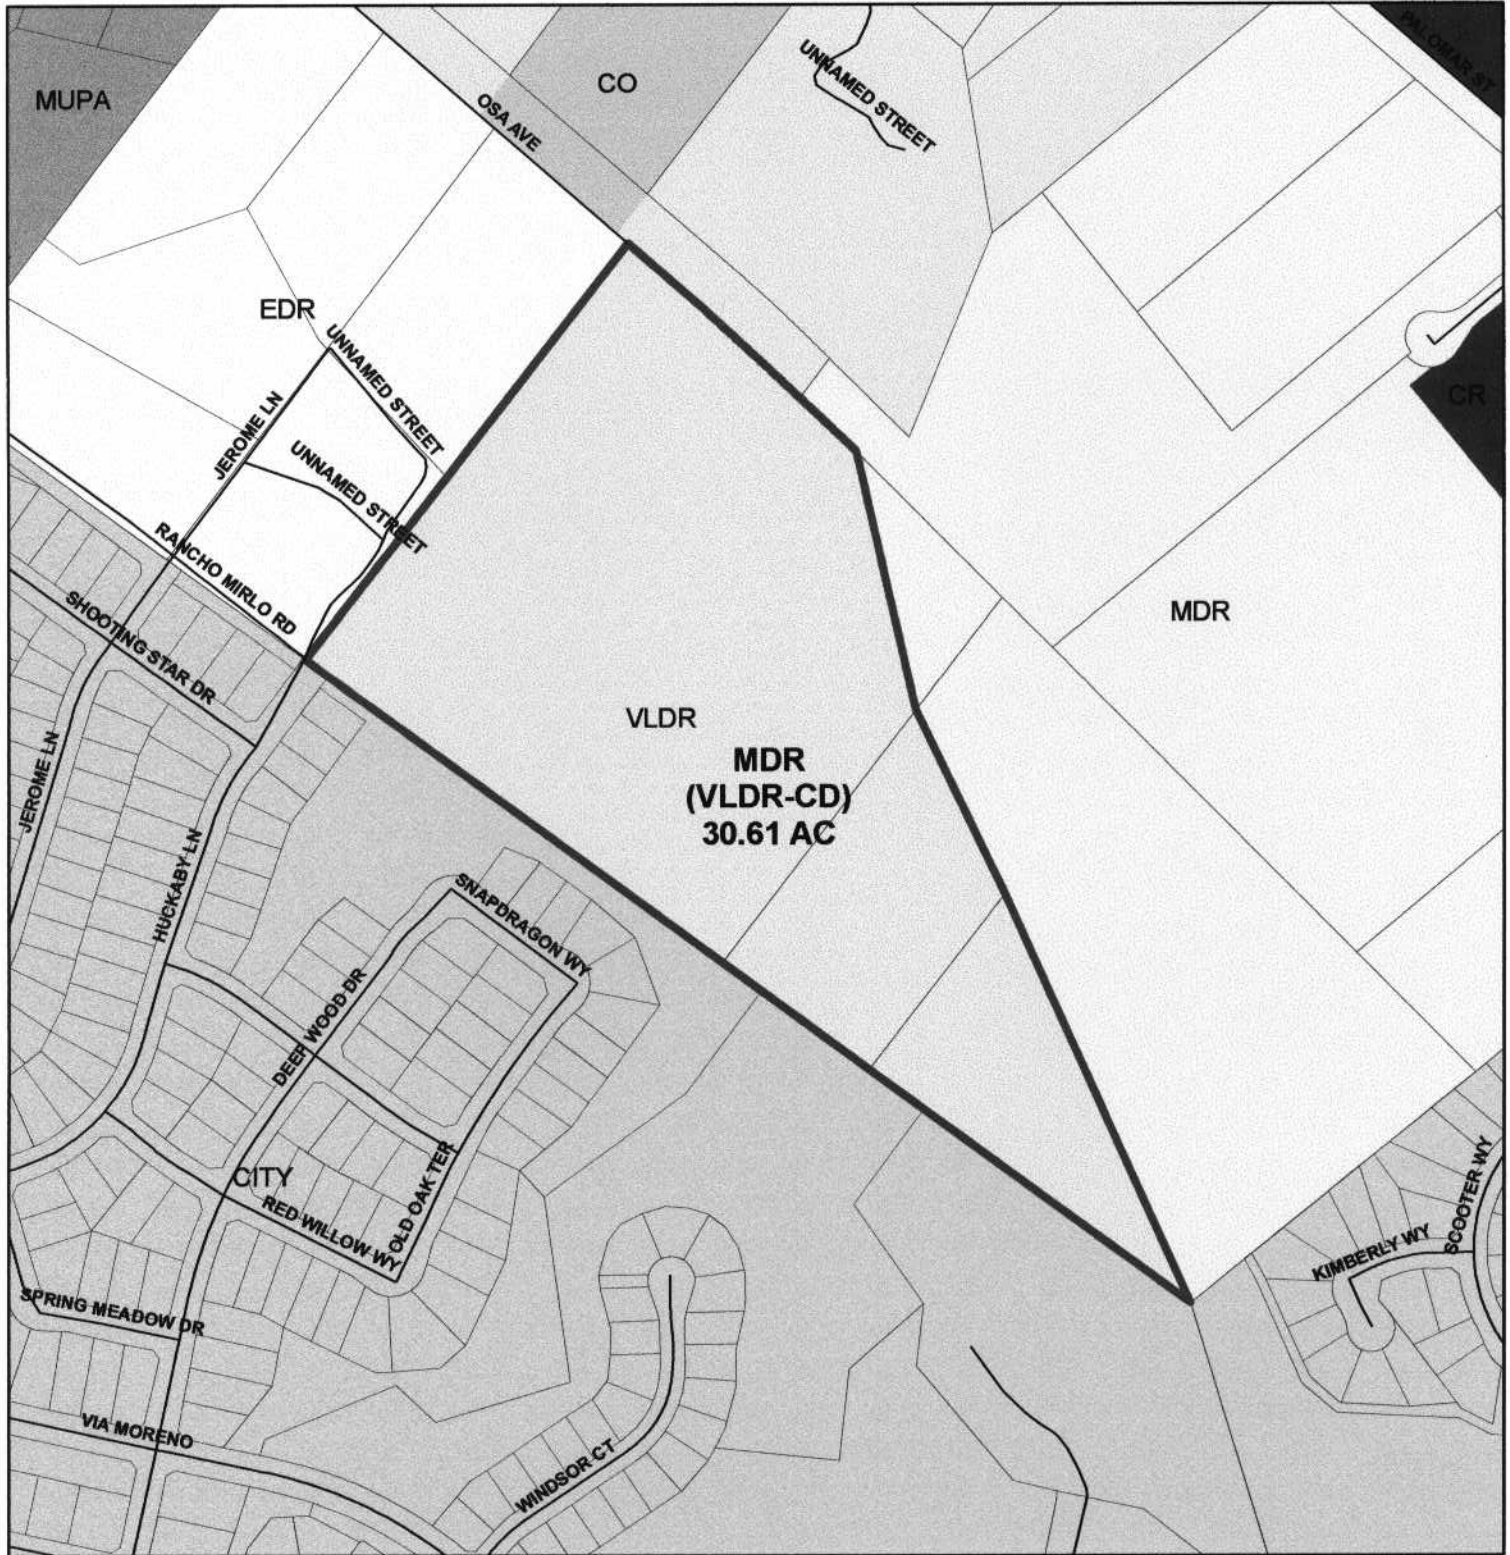 PALOMAR ST
MUPA
CO
UNNAMED STREET
OSA AVE
EDR
UNNAMED STREET
JEROME LN
UNNAMED STREET
CR
RANCHO MIRLO RD
SHOOTING STAR DR
MDR
VLDR
MDR
(VLDR-CD)
30.61 AC
JEROME LN
HUCKABY LN
SNAPDRAGON WY
DEEP WOOD DR
CITY
OLD OAK TER
RED WILLOW WY
SCOOTER WY
KIMBERLY WY
SPRING MEADOW DR
VIA MORENO
WINDSOR CT